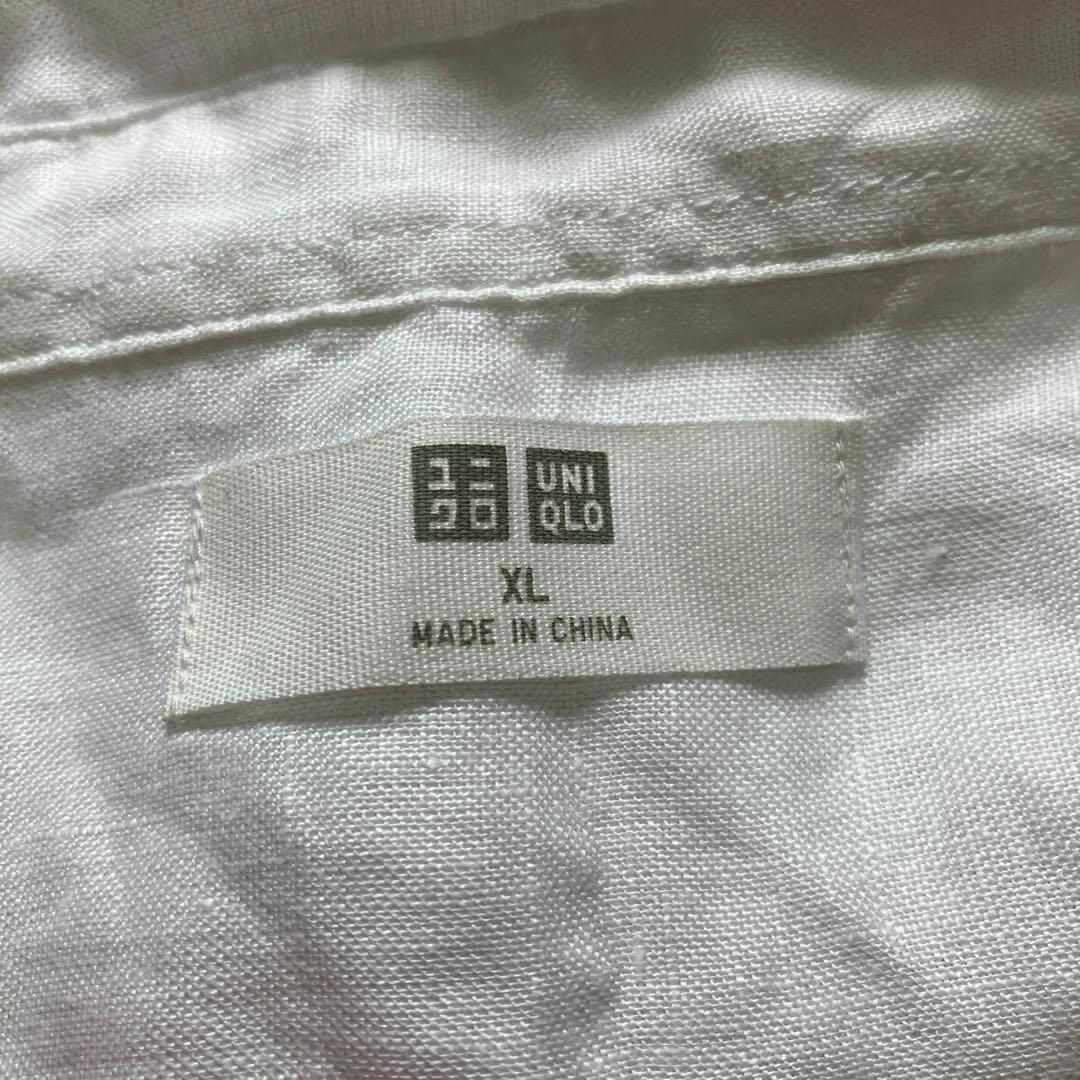 ユニ UNI
クロ QLO
XL
MADE IN CHINA